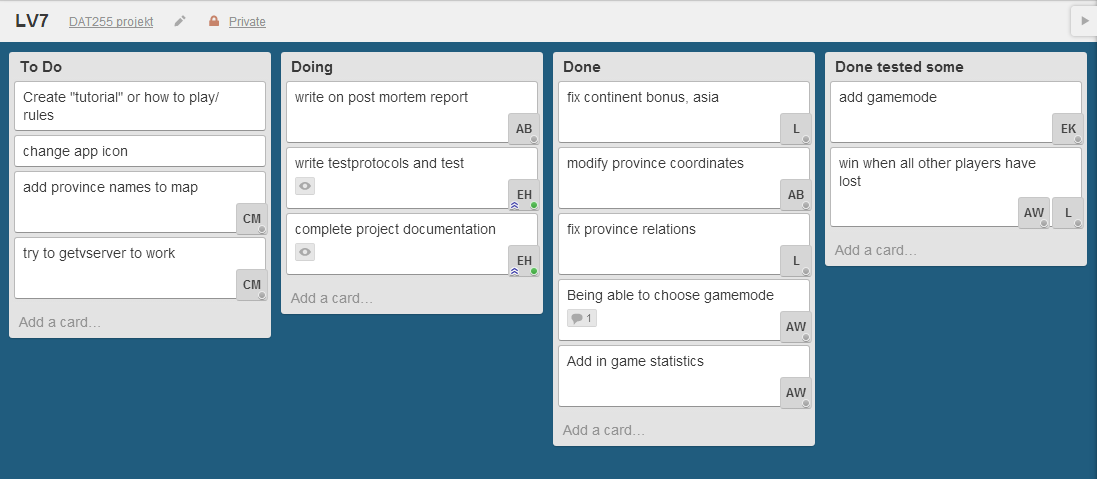 LV7 DAT255 projekt Private
To Do
Create "tutorial" or how to play/
rules
change app icon
add province names to map
CM
try to getvserver to work
CM
Add a card...
Doing
write on post mortem report
AB
write testprotocols and test
EH
complete project documentation
EH
Add a card...
Done
fix continent bonus, asia
L
modify province coordinates
AB
fix province relations
L
Being able to choose gamemode
1
AW
Add in game statistics
AW
Add a card...
Done tested some
add gamemode
EK
win when all other players have
lost
AW L
Add a card...